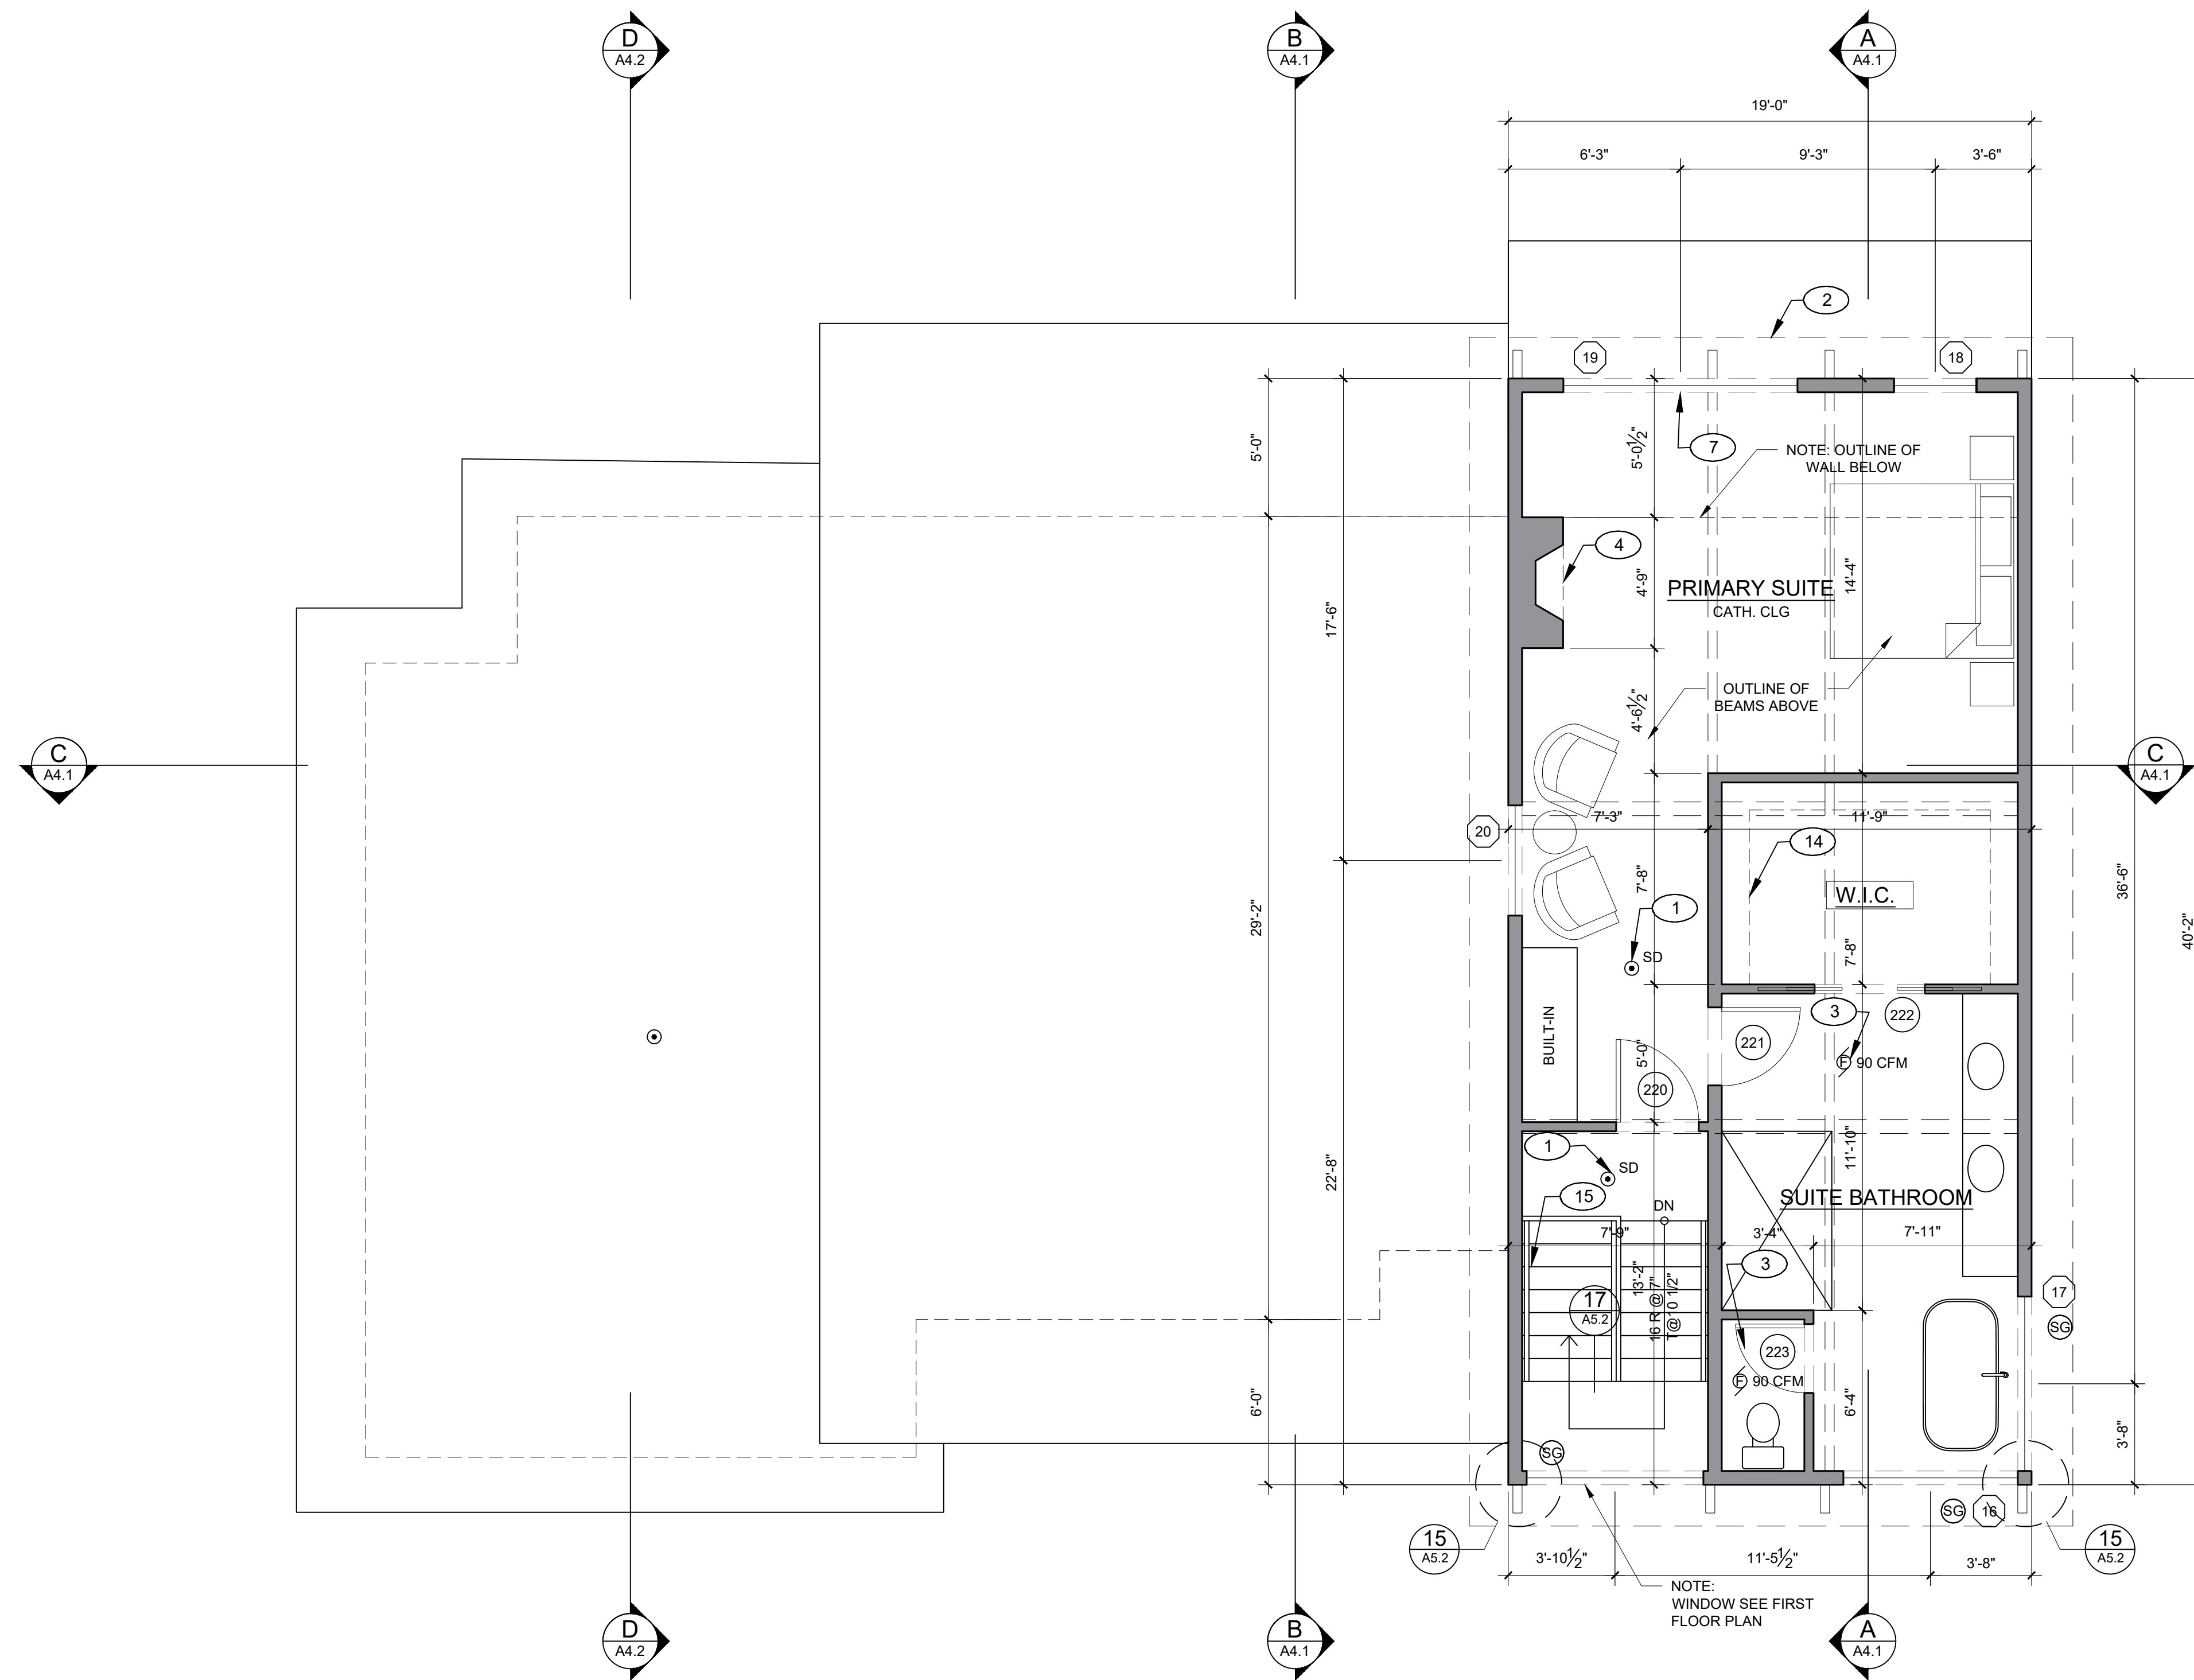 D
A4.2
B
A4.1
A
A4.1
19'-0"
6'-3"
9'-3"
3'-6"
2
19
18
5'-0"
5'-0½"
7
NOTE: OUTLINE OF
WALL BELOW
4
17'-6"
4'-9"
PRIMARY SUITE
CATH. CLG
14'-4"
OUTLINE OF
BEAMS ABOVE
4'-6½"
C
A4.1
C
A4.1
20
7'-3"
11'-9"
14
29'-2"
7'-8"
1
W.I.C.
36'-6"
40'-2"
SD
7'-8"
BUILT-IN
3
222
221
5'-0"
220
F 90 CFM
1
SD
15
22'-8"
11'-10"
SUITE BATHROOM
DN
7'-9"
3'-4"
7'-11"
3
13'-2"
16 R @ 7"
T@10 1/2"
17
A5.2
17
SG
223
F 90 CFM
6'-0"
6'-4"
3'-8"
SG
SG
16
15
A5.2
15
A5.2
3'-10½"
11'-5½"
3'-8"
NOTE:
WINDOW SEE FIRST
FLOOR PLAN
D
A4.2
B
A4.1
A
A4.1